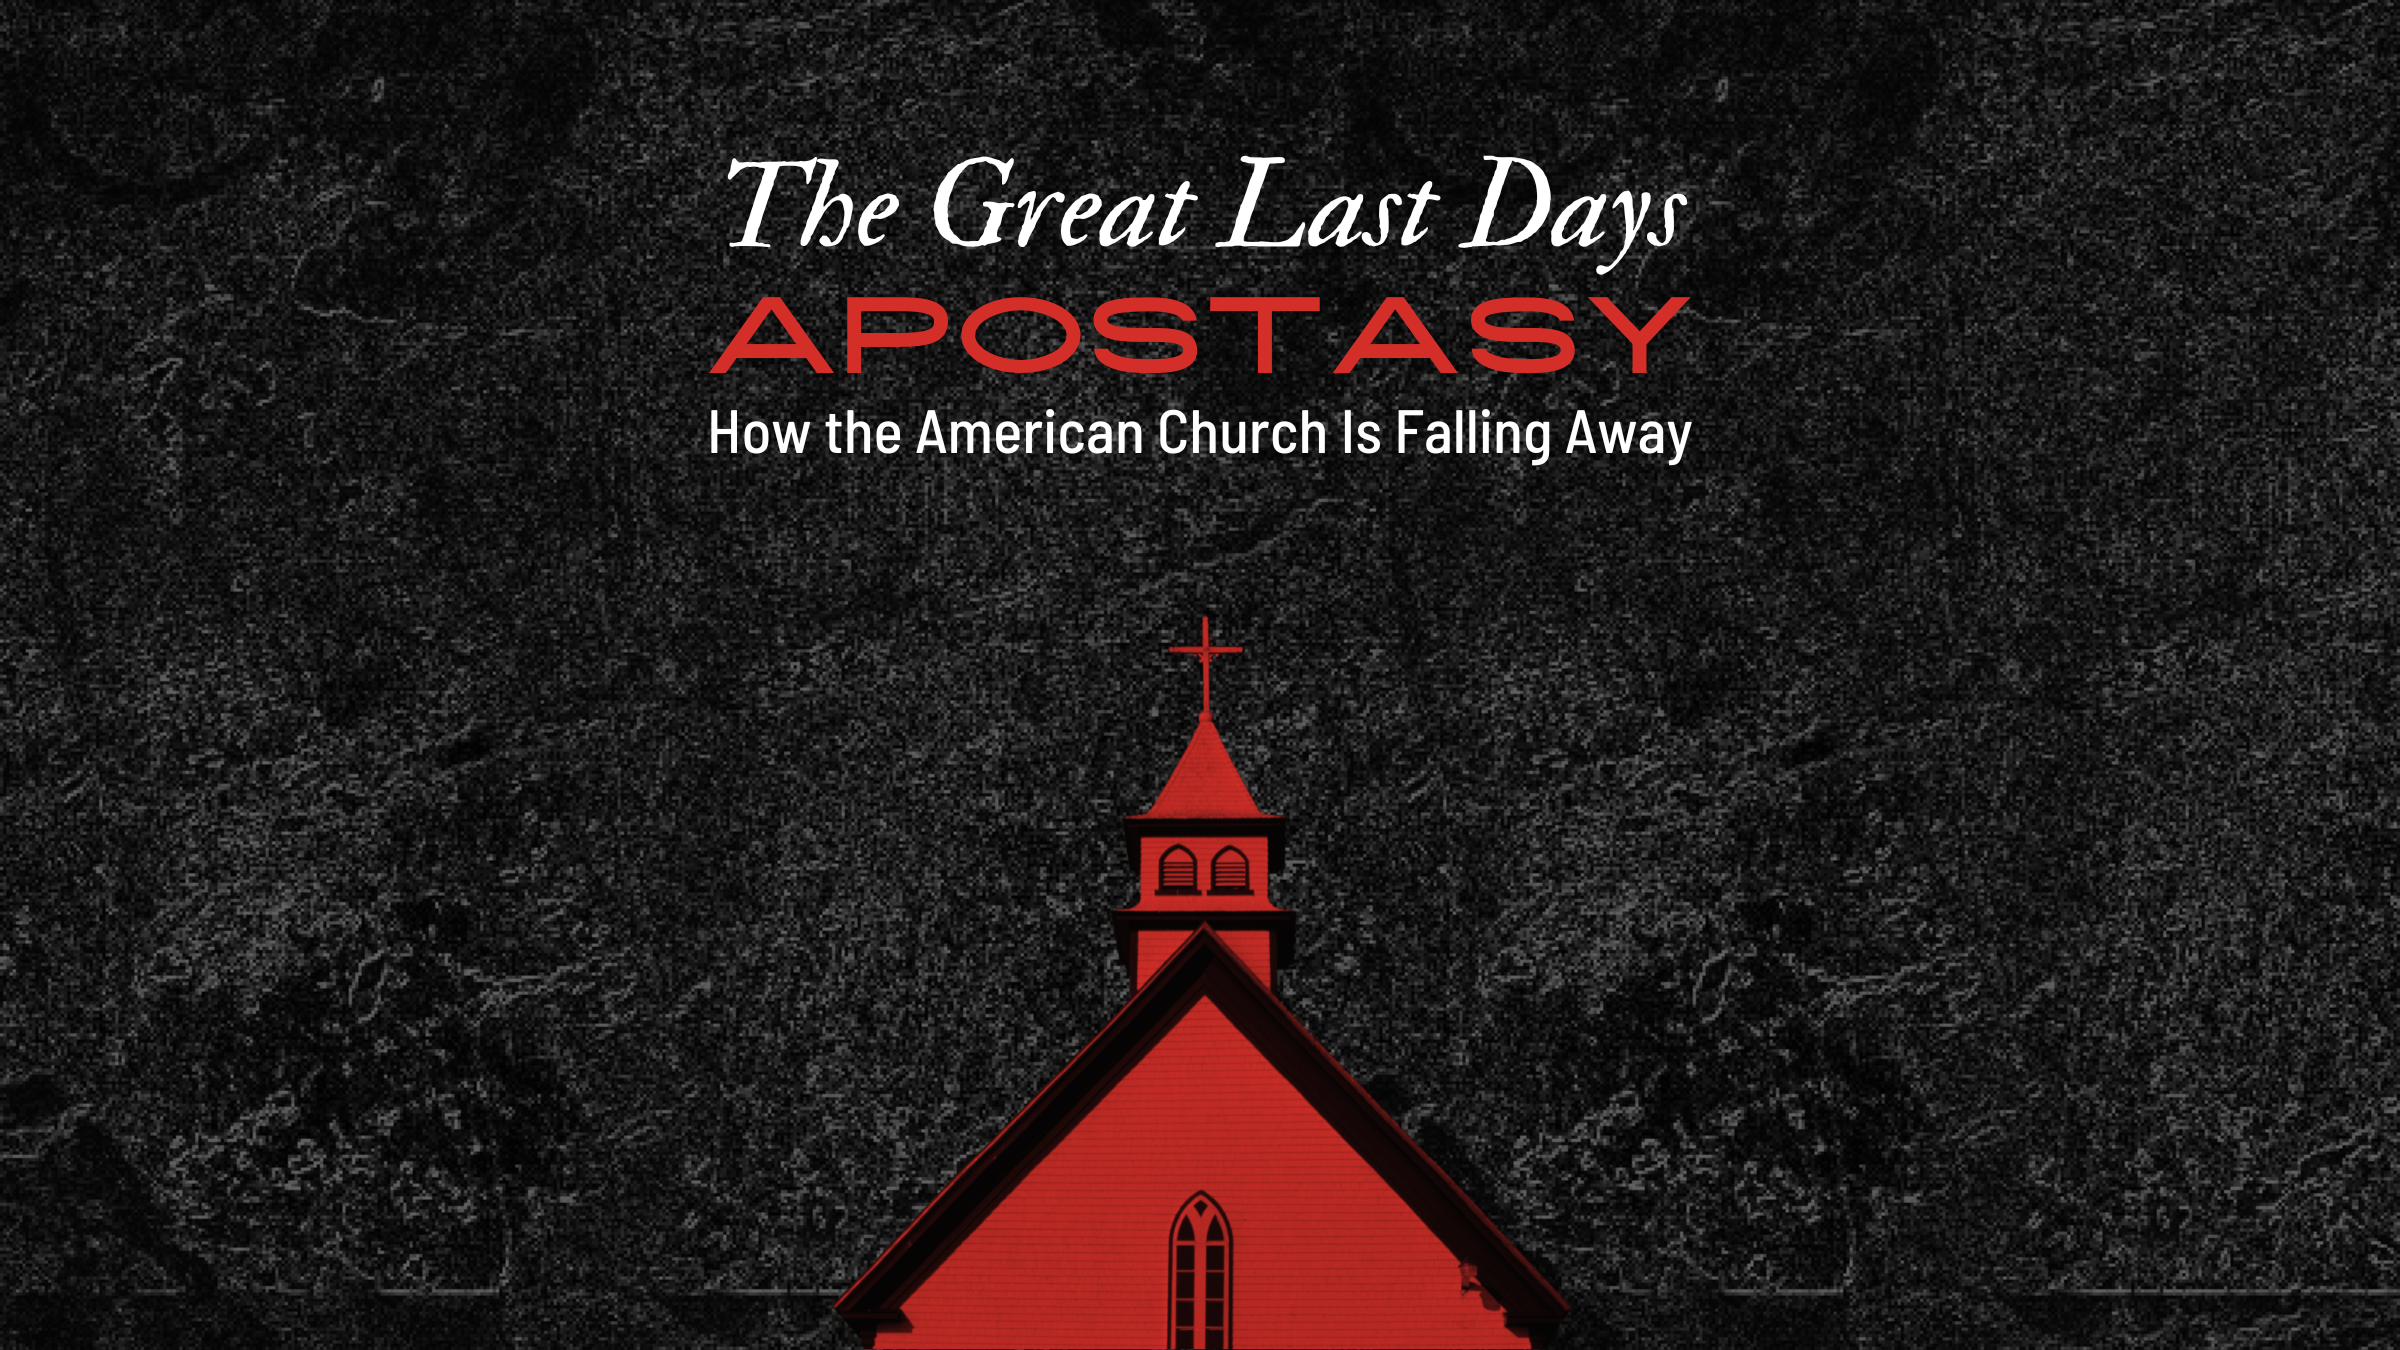 The Great Last Days
APOSTASY
How the American Church Is Falling Away